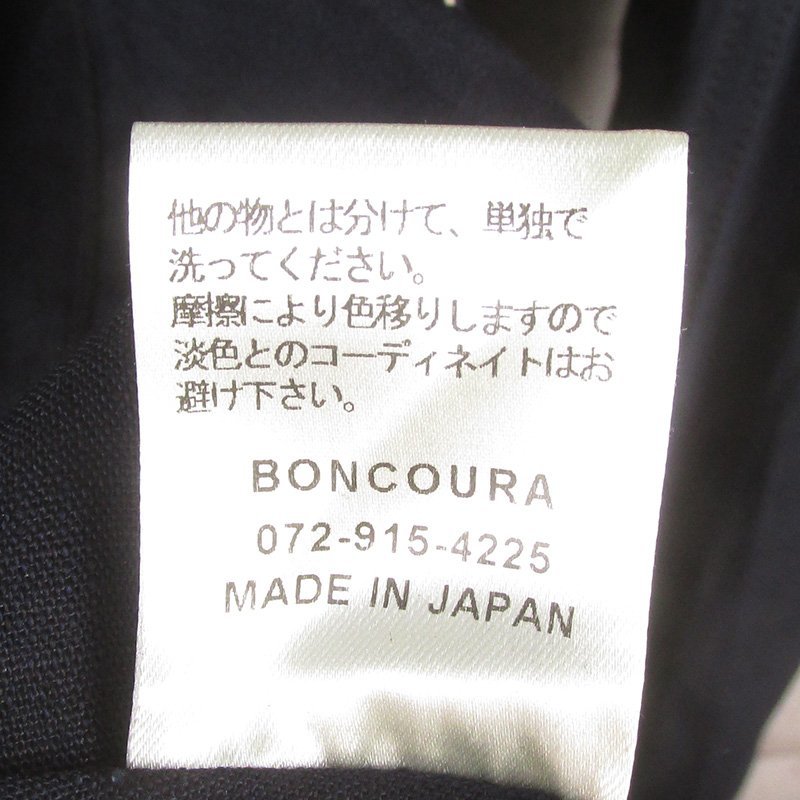 他の物とは分けて、単独で
洗ってください。
摩擦により色移りしますので
淡色とのコーディネイトはお
避け下さい。
BONCOURA
072-915-4225
MADE IN JAPAN